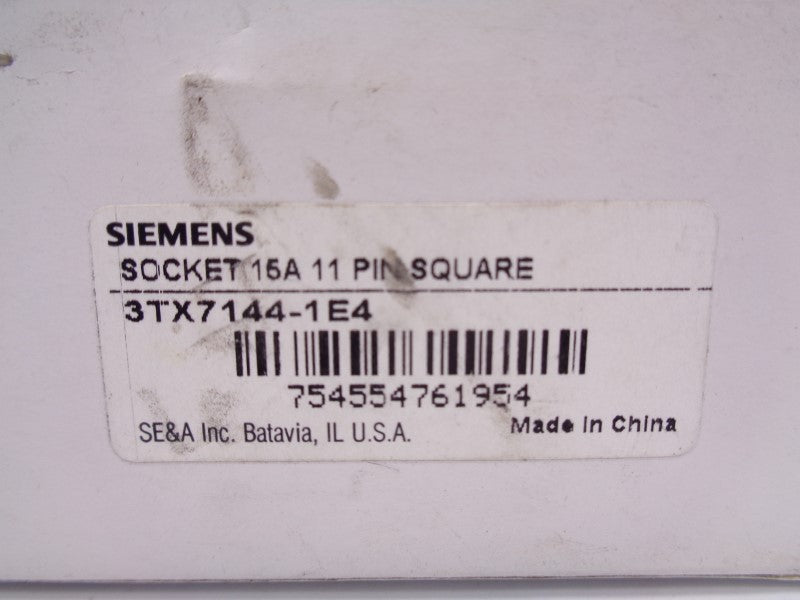 SIEMENS
SOCKET 15A 11 PIN SQUARE
3TX7144-1E4
754554761954
SE&A Inc. Batavia, IL U.S.A.
Made in China